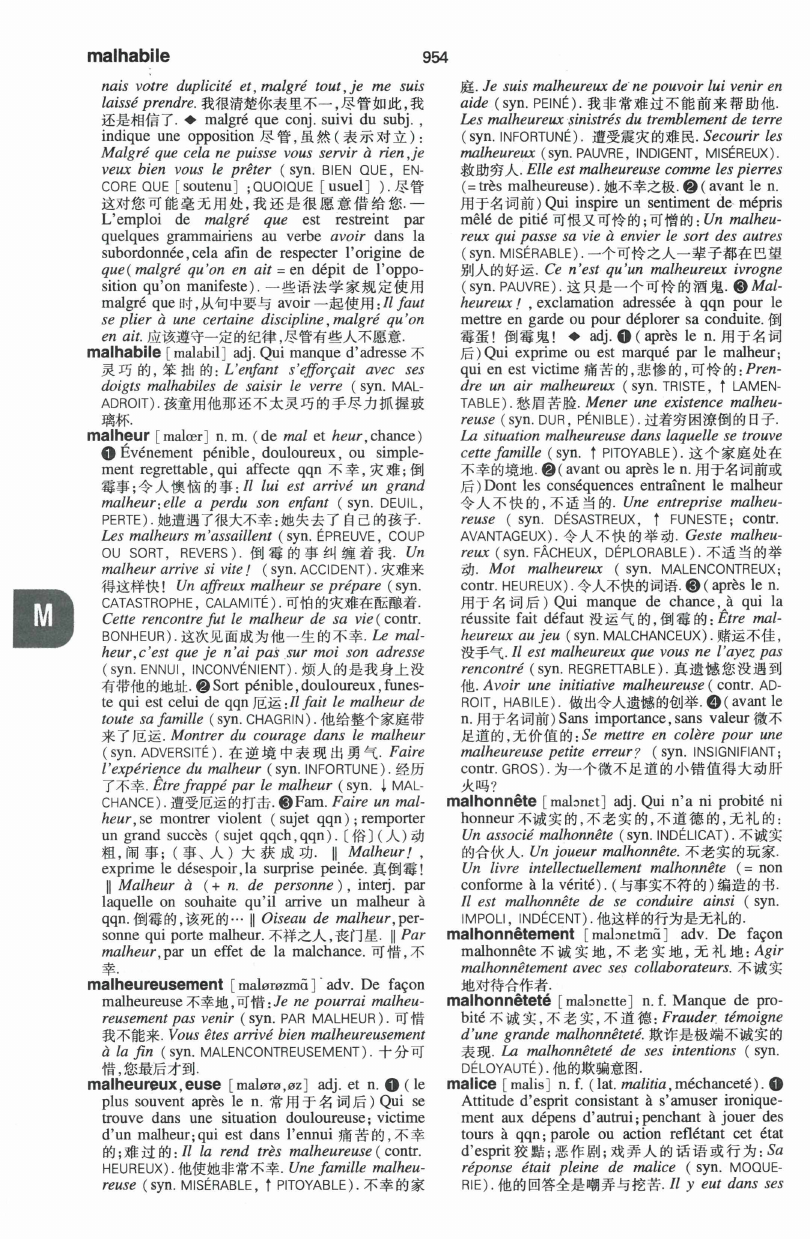 malhabile
954
nais votre duplicité et, malgré tout, je me suis
laissé prendre. 我很清楚你表里不一,尽管如此,我
还是相信了. ◆ malgré que conj. suivi du subj. ,
indique une opposition 尽管,虽然(表示对立):
Malgré que cela ne puisse vous servir à rien, je
veux bien vous le prêter ( syn. BIEN QUE, EN-
CORE QUE [ soutenu] ;QUOIQUE [ usuel] ). 尽管
这对您可能毫无用处,我还是很愿意借给您. —
L'emploi de malgré que est restreint par
quelques grammairiens au verbe avoir dans la
subordonnée,cela afin de respecter l'origine de
que( malgré qu'on en ait = en dépit de l'oppo-
sition qu'on manifeste). 一些语法学家规定使用
malgré que 时,从句中要与 avoir 一起使用:Il faut
se plier à une certaine discipline, malgré qu'on
en ait. 应该遵守一定的纪律,尽管有些人不愿意.
malhabile [ malabil] adj. Qui manque d'adresse 不
灵巧的, 笨拙的: L'enfant s'efforçait avec ses
doigts malhabiles de saisir le verre ( syn. MAL-
ADROIT). 孩童用他那还不太灵巧的手尽力抓握玻
璃杯.
malheur [ malœr] n. m. ( de mal et heur,chance)
❶ Événement pénible, douloureux, ou simple-
ment regrettable, qui affecte qqn 不幸,灾难;倒
霉事;令人懊恼的事: Il lui est arrivé un grand
malheur:elle a perdu son enfant ( syn. DEUIL,
PERTE). 她遭遇了很大不幸:她失去了自己的孩子.
Les malheurs m'assaillent ( syn. ÉPREUVE, COUP
OU SORT, REVERS). 倒霉的事纠缠着我. Un
malheur arrive si vite! ( syn. ACCIDENT). 灾难来
得这样快! Un affreux malheur se prépare ( syn.
CATASTROPHE, CALAMITÉ). 可怕的灾难在酝酿着.
Cette rencontre fut le malheur de sa vie( contr.
BONHEUR). 这次见面成为他一生的不幸. Le mal-
heur,c'est que je n'ai pas sur moi son adresse
( syn. ENNUI, INCONVÉNIENT). 烦人的是我身上没
有带他的地址. ❷ Sort pénible,douloureux,funes-
te qui est celui de qqn 厄运:Il fait le malheur de
toute sa famille ( syn. CHAGRIN). 他给整个家庭带
来了厄运. Montrer du courage dans le malheur
( syn. ADVERSITÉ). 在逆境中表现出勇气. Faire
l'expérience du malheur ( syn. INFORTUNE). 经历
了不幸. Être frappé par le malheur ( syn. ↓ MAL-
CHANCE). 遭受厄运的打击. ❸Fam. Faire un mal-
heur, se montrer violent ( sujet qqn); remporter
un grand succès ( sujet qqch,qqn). 〔俗〕(人)动
粗, 闹事; (事、人) 大获成功. ‖ Malheur! ,
exprime le désespoir,la surprise peinée. 真倒霉!
‖ Malheur à ( + n. de personne), interj. par
laquelle on souhaite qu'il arrive un malheur à
qqn. 倒霉的,该死的… ‖ Oiseau de malheur,per-
sonne qui porte malheur. 不祥之人,丧门星. ‖ Par
malheur,par un effet de la malchance. 可惜,不
幸.
malheureusement [ malørøzmɑ̃] adv. De façon
malheureuse 不幸地,可惜:Je ne pourrai malheu-
reusement pas venir ( syn. PAR MALHEUR). 可惜
我不能来. Vous êtes arrivé bien malheureusement
à la fin ( syn. MALENCONTREUSEMENT). 十分可
惜,您最后才到.
malheureux, euse [ malørø,øz] adj. et n. ❶ ( le
plus souvent après le n. 常用于名词后) Qui se
trouve dans une situation douloureuse; victime
d'un malheur;qui est dans l'ennui 痛苦的,不幸
的;难过的: Il la rend très malheureuse ( contr.
HEUREUX). 他使她非常不幸. Une famille malheu-
reuse ( syn. MISÉRABLE, ↑ PITOYABLE). 不幸的家
M
庭. Je suis malheureux de ne pouvoir lui venir en
aide ( syn. PEINÉ). 我非常难过不能前来帮助他.
Les malheureux sinistrés du tremblement de terre
( syn. INFORTUNÉ). 遭受震灾的难民. Secourir les
malheureux ( syn. PAUVRE, INDIGENT, MISÉREUX).
救助穷人. Elle est malheureuse comme les pierres
(= très malheureuse). 她不幸之极. ❷( avant le n.
用于名词前) Qui inspire un sentiment de mépris
mêlé de pitié 可恨又可怜的;可憎的:Un malheu-
reux qui passe sa vie à envier le sort des autres
( syn. MISÉRABLE). 一个可怜之人一辈子都在巴望
别人的好运. Ce n'est qu'un malheureux ivrogne
( syn. PAUVRE). 这只是一个可怜的酒鬼. ❸ Mal-
heureux! , exclamation adressée à qqn pour le
mettre en garde ou pour déplorer sa conduite. 倒
霉蛋! 倒霉鬼! ◆ adj. ❶( après le n. 用于名词
后) Qui exprime ou est marqué par le malheur;
qui en est victime 痛苦的,悲惨的,可怜的:Pren-
dre un air malheureux ( syn. TRISTE, ↑ LAMEN-
TABLE). 愁眉苦脸. Mener une existence malheu-
reuse ( syn. DUR, PÉNIBLE). 过着穷困潦倒的日子.
La situation malheureuse dans laquelle se trouve
cette famille ( syn. ↑ PITOYABLE). 这个家庭处在
不幸的境地. ❷( avant ou après le n. 用于名词前或
后) Dont les conséquences entraînent le malheur
令人不快的,不适当的. Une entreprise malheu-
reuse ( syn. DÉSASTREUX, ↑ FUNESTE; contr.
AVANTAGEUX). 令人不快的举动. Geste malheu-
reux ( syn. FÂCHEUX, DÉPLORABLE). 不适当的举
动. Mot malheureux ( syn. MALENCONTREUX;
contr. HEUREUX). 令人不快的词语. ❸( après le n.
用于名词后) Qui manque de chance, à qui la
réussite fait défaut 没运气的,倒霉的:Être mal-
heureux au jeu ( syn. MALCHANCEUX). 赌运不佳,
没手气. Il est malheureux que vous ne l'ayez pas
rencontré ( syn. REGRETTABLE). 真遗憾您没遇到
他. Avoir une initiative malheureuse ( contr. AD-
ROIT, HABILE). 做出令人遗憾的创举. ❹( avant le
n. 用于名词前) Sans importance, sans valeur 微不
足道的,无价值的:Se mettre en colère pour une
malheureuse petite erreur? ( syn. INSIGNIFIANT;
contr. GROS). 为一个微不足道的小错值得大动肝
火吗?
malhonnête [ malɔnet] adj. Qui n'a ni probité ni
honneur 不诚实的,不老实的,不道德的,无礼的:
Un associé malhonnête ( syn. INDÉLICAT). 不诚实
的合伙人. Un joueur malhonnête. 不老实的玩家.
Un livre intellectuellement malhonnête ( = non
conforme à la vérité). (与事实不符的)编造的书.
Il est malhonnête de se conduire ainsi ( syn.
IMPOLI, INDÉCENT). 他这样的行为是无礼的.
malhonnêtement [ malɔnetmɑ̃] adv. De façon
malhonnête 不诚实地, 不老实地, 无礼地: Agir
malhonnêtement avec ses collaborateurs. 不诚实
地对待合作者.
malhonnêteté [ malɔnɛtte] n. f. Manque de pro-
bité 不诚实, 不老实, 不道德: Frauder témoigne
d'une grande malhonnêteté. 欺诈是极端不诚实的
表现. La malhonnêteté de ses intentions ( syn.
DÉLOYAUTÉ). 他的欺骗意图.
malice [ malis] n. f. ( lat. malitia,méchanceté). ❶
Attitude d'esprit consistant à s'amuser ironique-
ment aux dépens d'autrui; penchant à jouer des
tours à qqn; parole ou action reflétant cet état
d'esprit 狡黠;恶作剧;戏弄人的话语或行为:Sa
réponse était pleine de malice ( syn. MOQUE-
RIE). 他的回答全是嘲弄与挖苦. Il y eut dans ses